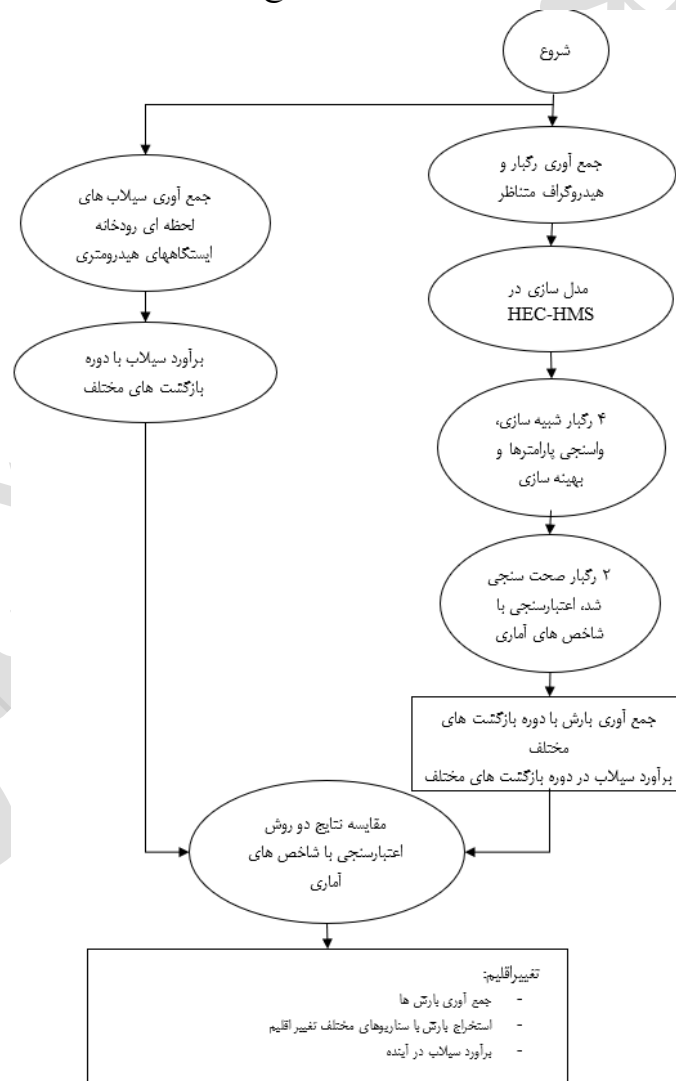 شروع
جمع آوری رگبار و
هیدروگراف متناظر
مدل سازی در
HEC-HMS
۴ رگبار شبیه سازی،
واسنجی پارامترها و
بهینه سازی
۲ رگبار صحت سنجی
شد، اعتبارسنجی با
شاخص های آماری
جمع آوری بارش با دوره بازگشت های
مختلف
برآورد سیلاب در دوره بازگشت های مختلف
جمع آوری سیلاب های
لحظه ای رودخانه
ایستگاههای هیدرومتری
برآورد سیلاب با دوره
بازگشت های مختلف
مقایسه نتایج دو روش
اعتبارسنجی با شاخص های
آماری
تغییراقلیم:
- جمع آوری بارش ها
- استخراج بارش با سناریوهای مختلف تغییر اقلیم
- برآورد سیلاب در آینده